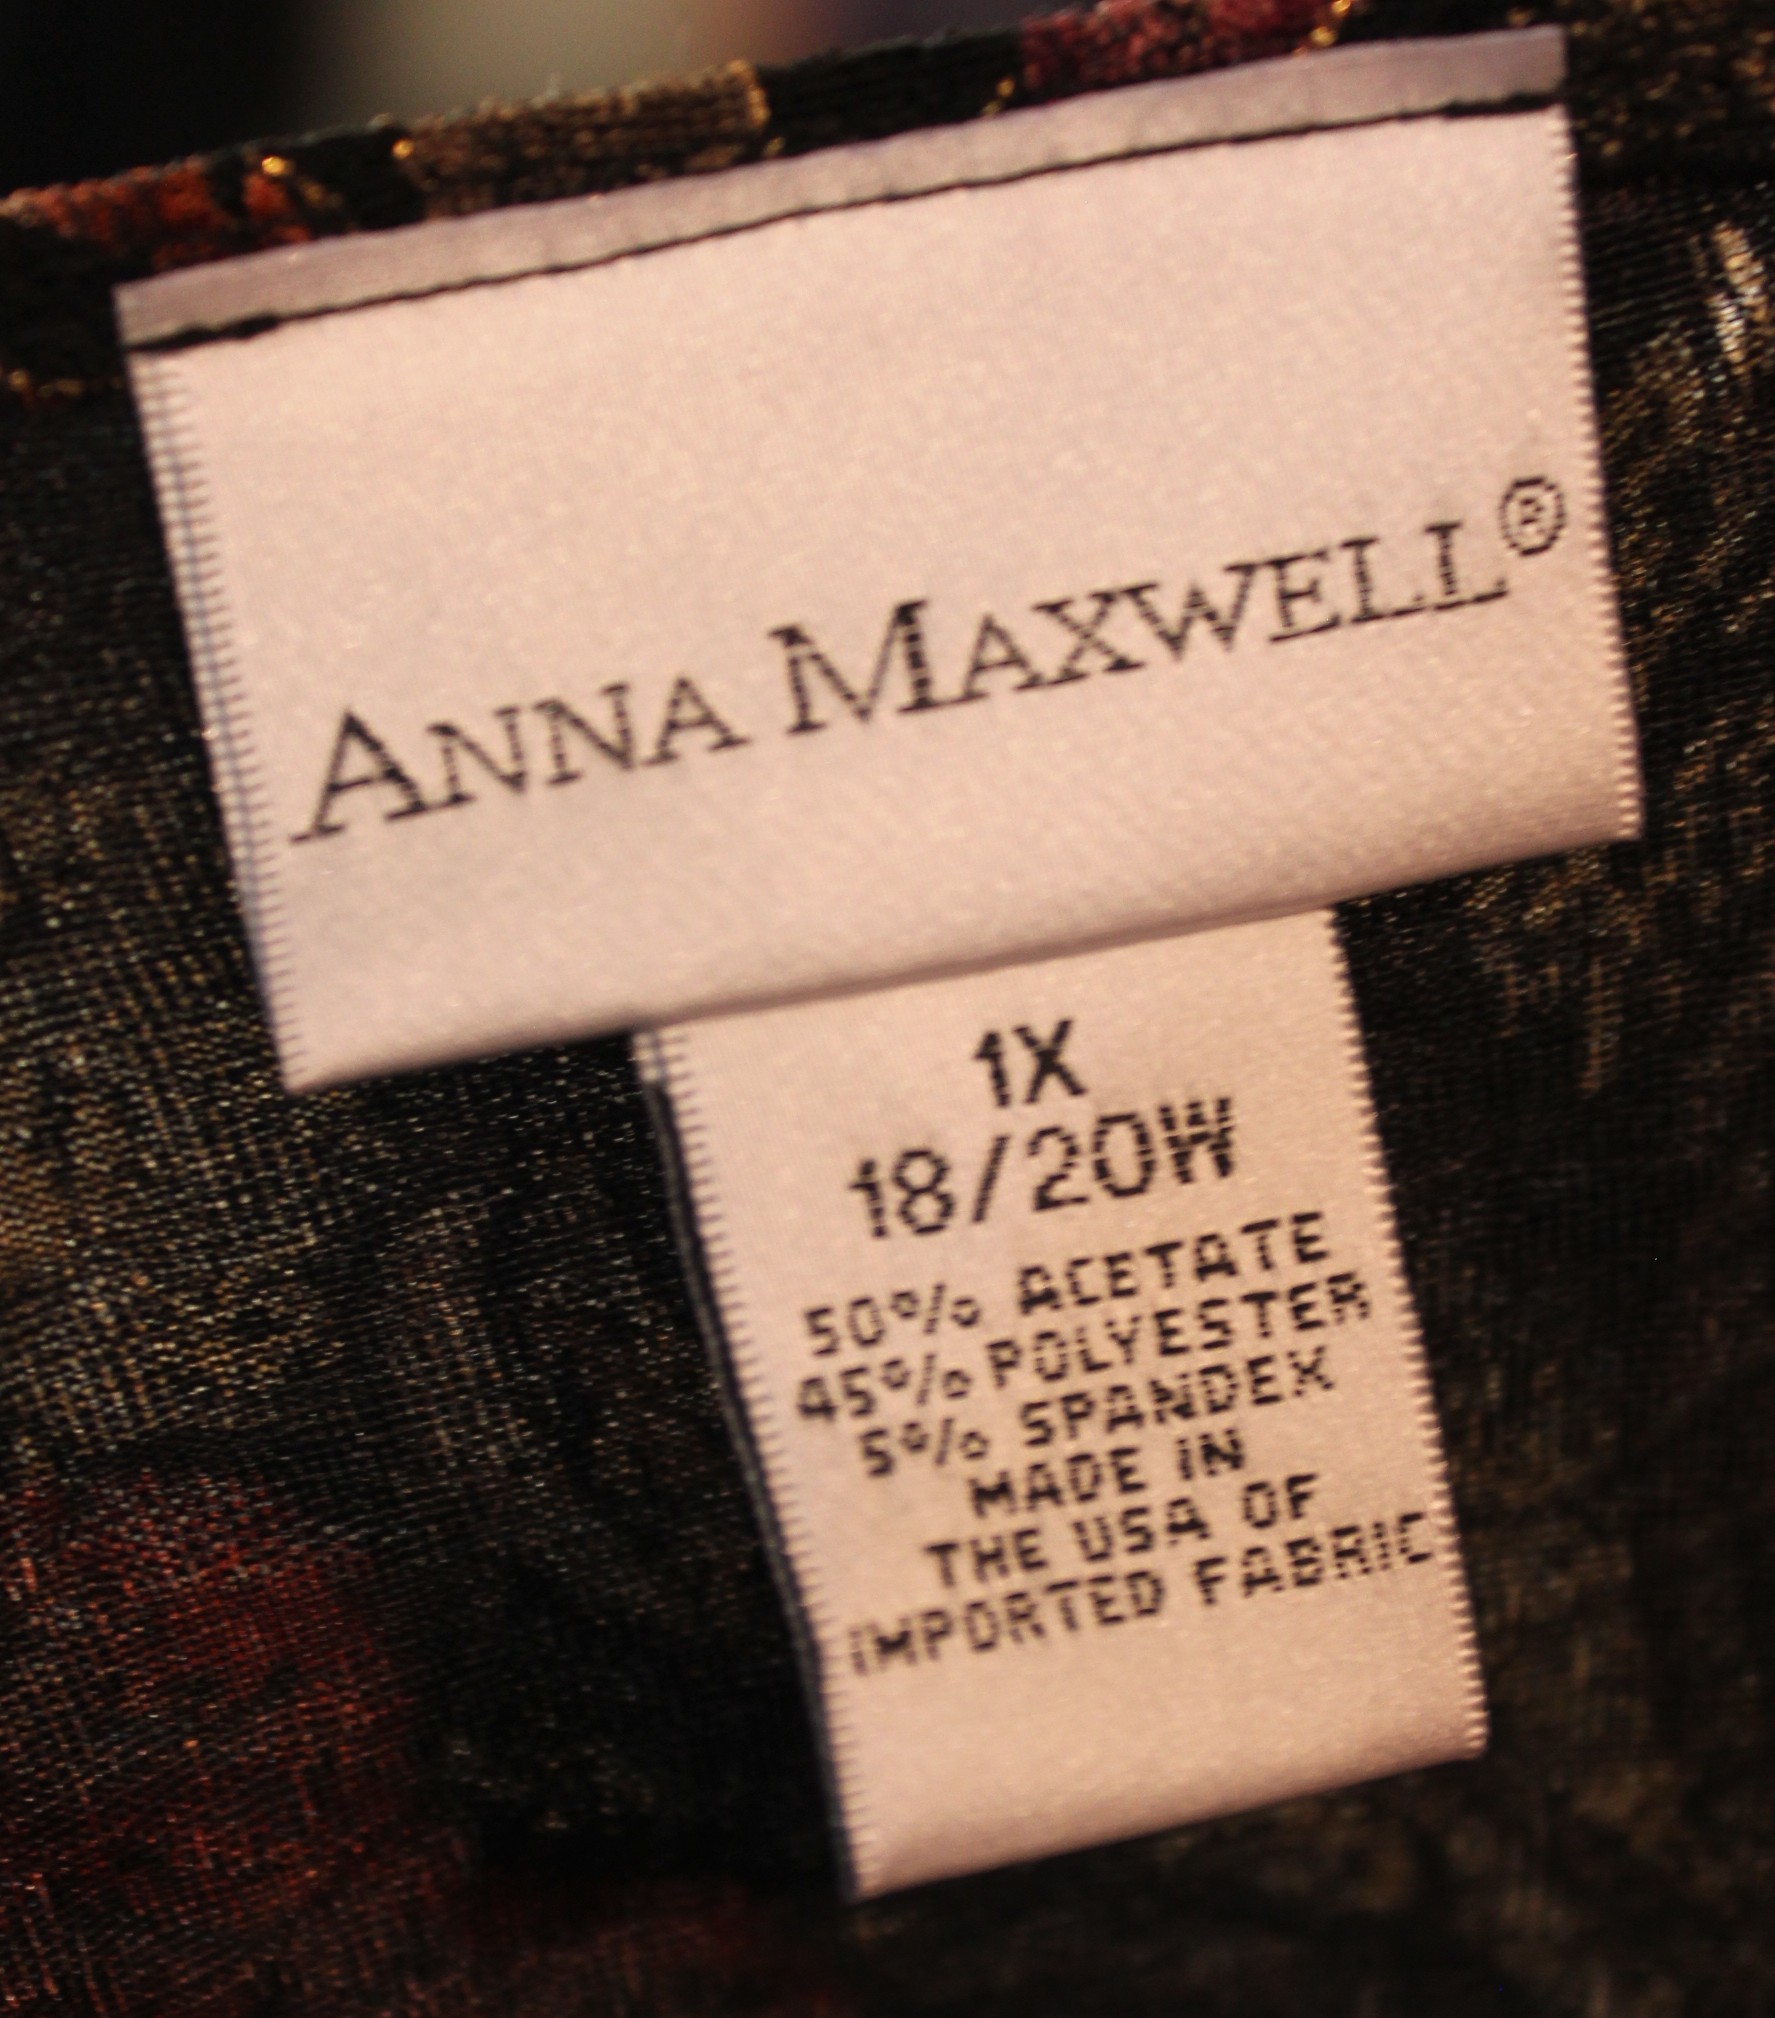 ANNA MAXWELL®
1X
18/20W
50% ACETATE
45% POLYESTER
5% SPANDEX
MADE IN
THE USA OF
IMPORTED FABRIC